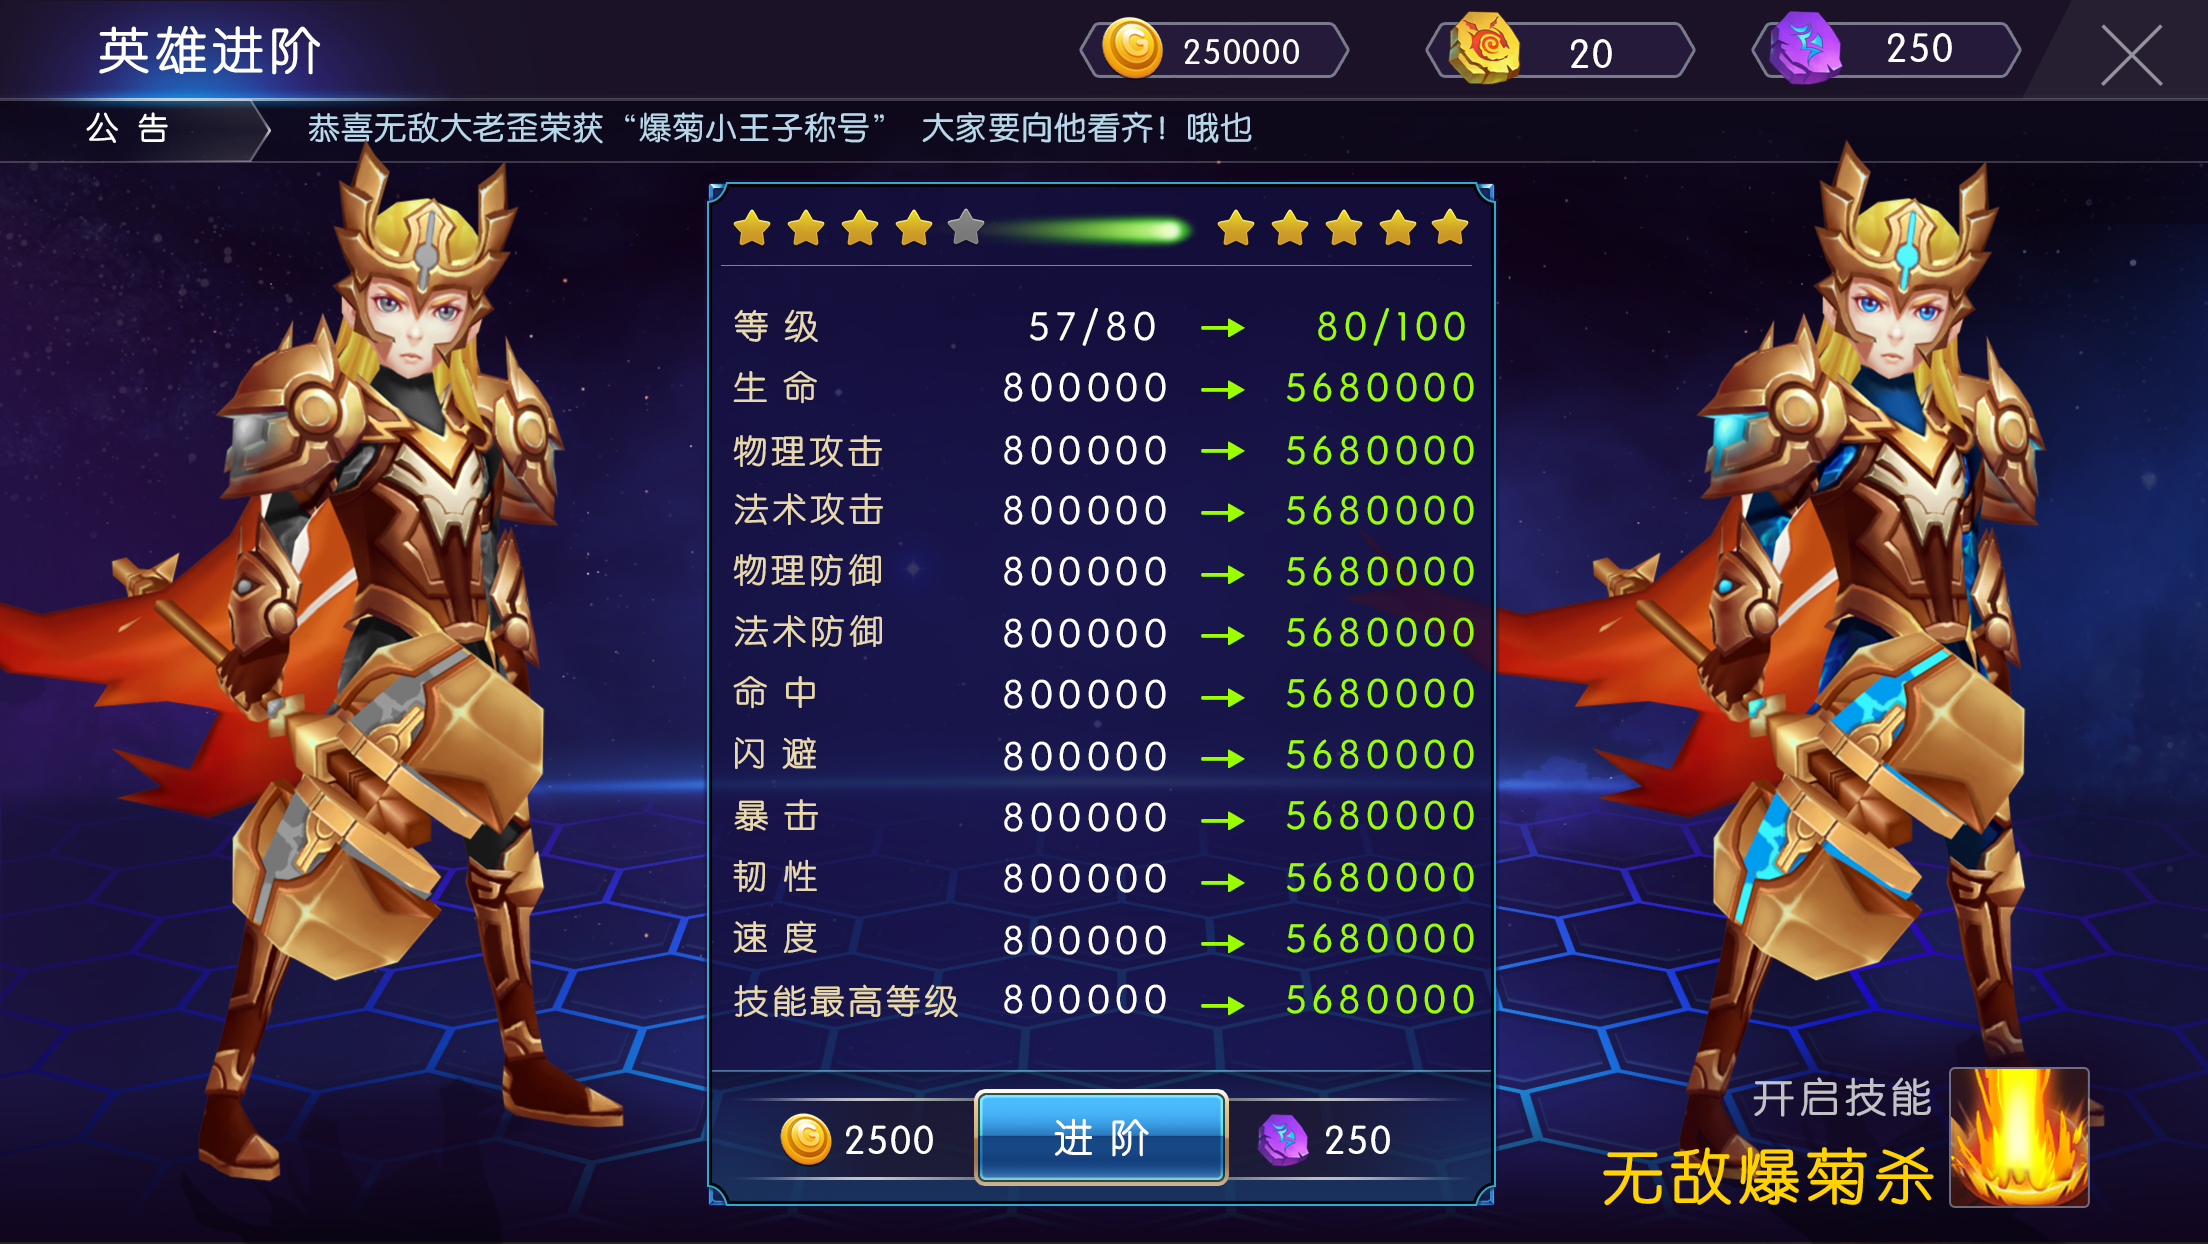 英雄进阶
250000
20
250
公 告
恭喜无敌大老歪荣获“爆菊小王子称号” 大家要向他看齐！哦也
等 级 57/80 → 80/100
生 命 800000 → 5680000
物理攻击 800000 → 5680000
法术攻击 800000 → 5680000
物理防御 800000 → 5680000
法术防御 800000 → 5680000
命 中 800000 → 5680000
闪 避 800000 → 5680000
暴 击 800000 → 5680000
韧 性 800000 → 5680000
速 度 800000 → 5680000
技能最高等级 800000 → 5680000
2500
进 阶
250
开启技能
无敌爆菊杀